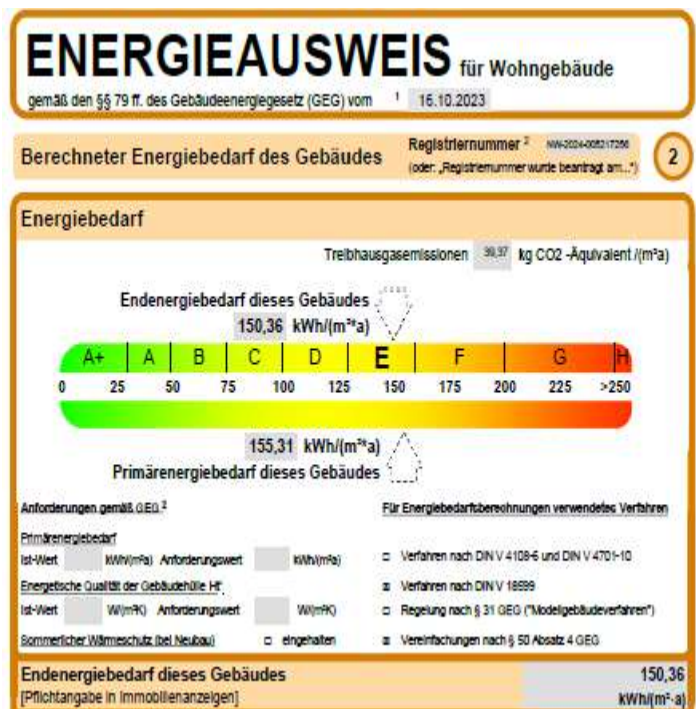 ENERGIEAUSWEIS für Wohngebäude
gemäß den §§ 79 ff. des Gebäudeenergiegesetz (GEG) vom ¹ 16.10.2023
Berechneter Energiebedarf des Gebäudes
Registriernummer ²
(oder: „Registriernummer wurde beantragt am...")
2
Energiebedarf
Treibhausgasemissionen kg CO2 -Äquivalent /(m²a)
Endenergiebedarf dieses Gebäudes
150,36 kWh/(m²*a)
A+ A B C D E F G H
0 25 50 75 100 125 150 175 200 225 >250
155,31 kWh/(m²*a)
Primärenergiebedarf dieses Gebäudes
Anforderungen gemäß GEG ²
Für Energiebedarfsberechnungen verwendetes Verfahren
Primärenergiebedarf
Ist-Wert kWh/(m²a) Anforderungswert kWh/(m²a)
Verfahren nach DIN V 4108-6 und DIN V 4701-10
Energetische Qualität der Gebäudehülle HT'
Verfahren nach DIN V 18599
Ist-Wert W/(m²K) Anforderungswert W/(m²K)
Regelung nach § 31 GEG ("Modellgebäudeverfahren")
Sommerlicher Wärmeschutz (bei Neubau) eingehalten
Vereinfachungen nach § 50 Absatz 4 GEG
Endenergiebedarf dieses Gebäudes 150,36
[Pflichtangabe in Immobilienanzeigen] kWh/(m²·a)